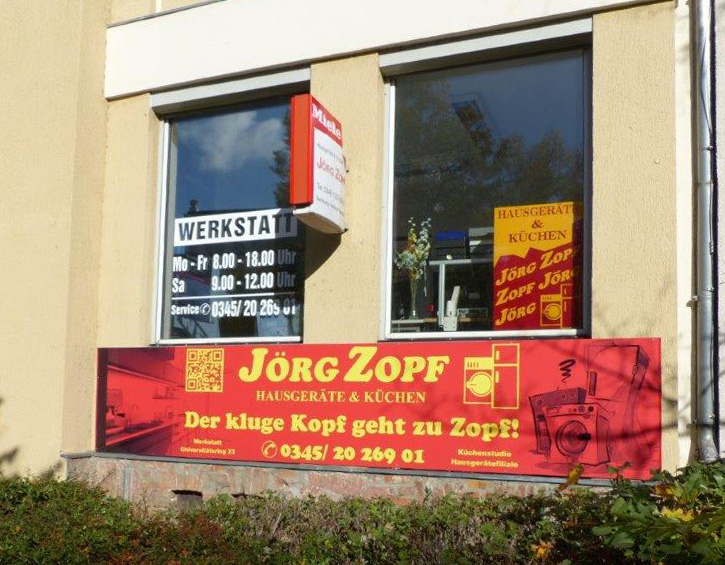 Miele
JÖRG ZOPF
WERKSTATT
Mo - Fr 8.00 - 18.00 Uhr
Sa 9.00 - 12.00 Uhr
Service 0345/ 20 269 01
HAUSGERÄTE
& KÜCHEN
JÖRG ZOPF
ZOPF JÖRG
JÖRG
JÖRG ZOPF
HAUSGERÄTE & KÜCHEN
Der kluge Kopf geht zu Zopf!
Werkstatt
Universitätsring 23
0345/ 20 269 01
Küchenstudio
Hausgerätefiliale